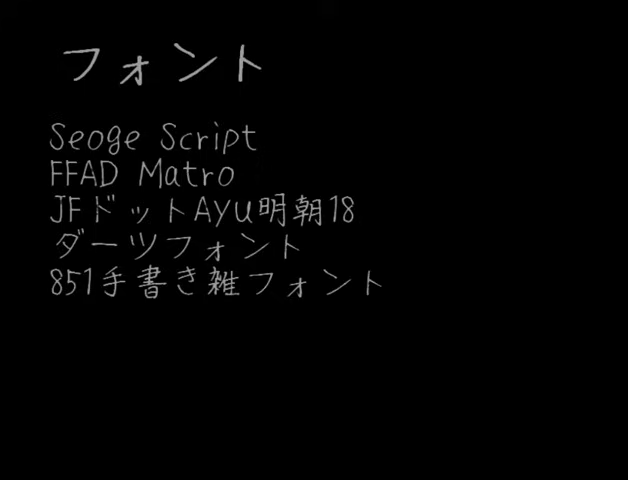 フォント
Seoge Script
FFAD Matro
JFドットAyu明朝18
ダーツフォント
851手書き雑フォント